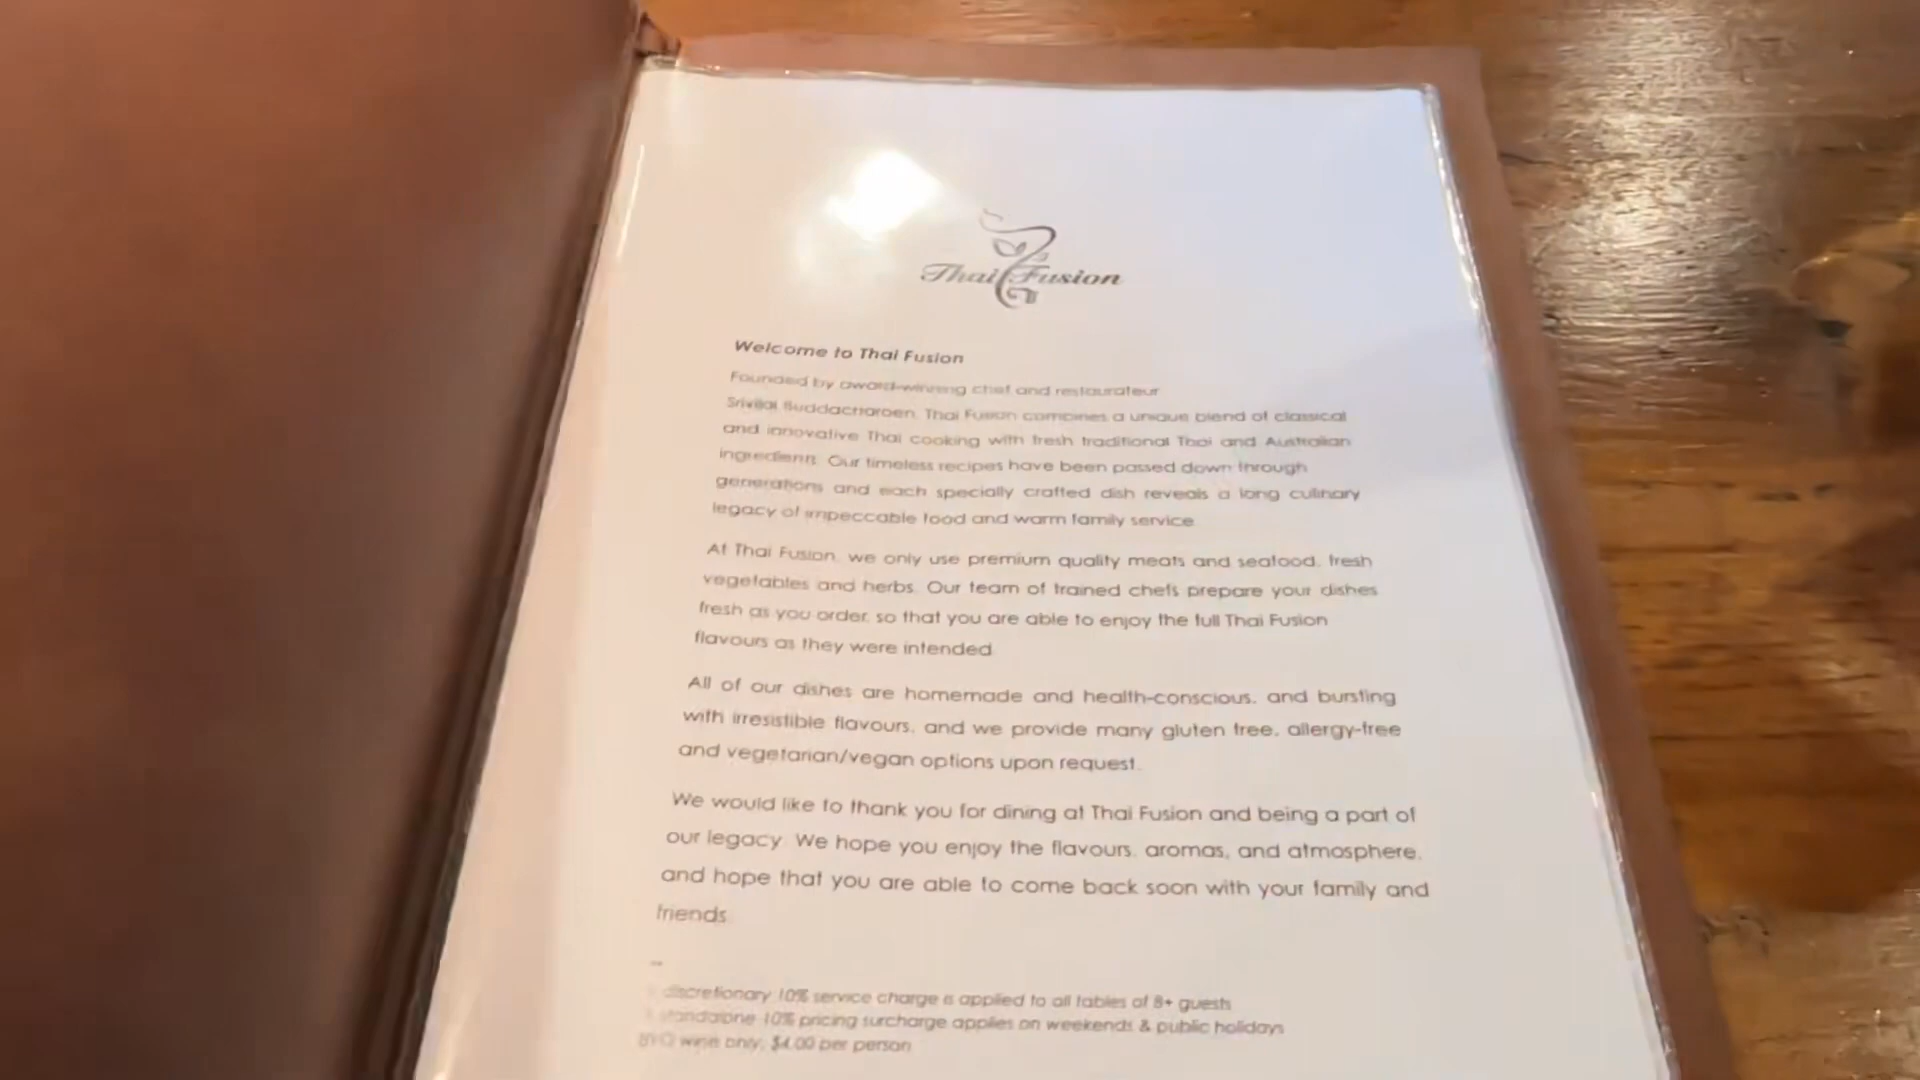 Thai Fusion
Welcome to Thai Fusion
Founded by award-winning chef and restaurateur
Srivilai Buddacharoen, Thai Fusion combines a unique blend of classical
and innovative Thai cooking with fresh traditional Thai and Australian
ingredients. Our timeless recipes have been passed down through
generations and each specially crafted dish reveals a long culinary
legacy of impeccable food and warm family service.
At Thai Fusion, we only use premium quality meats and seafood, fresh
vegetables and herbs. Our team of trained chefs prepare your dishes
fresh as you order, so that you are able to enjoy the full Thai Fusion
flavours as they were intended.
All of our dishes are homemade and health-conscious, and bursting
with irresistible flavours, and we provide many gluten free, allergy-free
and vegetarian/vegan options upon request.
We would like to thank you for dining at Thai Fusion and being a part of
our legacy. We hope you enjoy the flavours, aromas, and atmosphere,
and hope that you are able to come back soon with your family and
friends.
discretionary 10% service charge is applied to all tables of 8+ guests
standalone 10% pricing surcharge applies on weekends & public holidays
BYO wine only, $4.00 per person